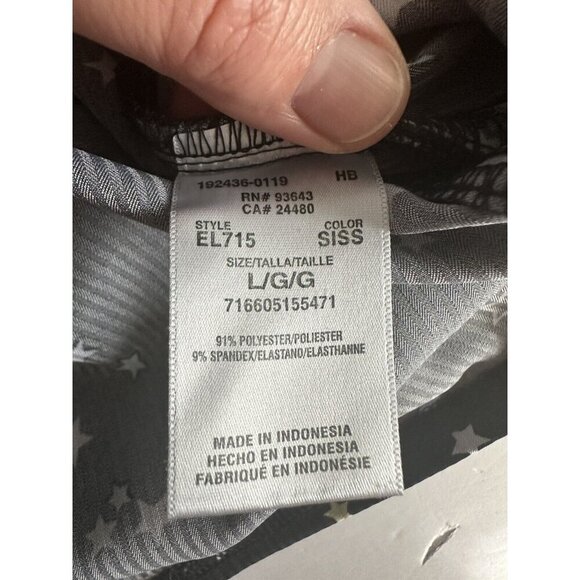 192436-0119 HB
RN# 93643
CA# 24480
STYLE COLOR
EL715 SISS
SIZE/TALLA/TAILLE
L/G/G
716605155471
91% POLYESTER/POLIESTER
9% SPANDEX/ELASTANO/ELASTHANNE
MADE IN INDONESIA
HECHO EN INDONESIA
FABRIQUÉ EN INDONÉSIE